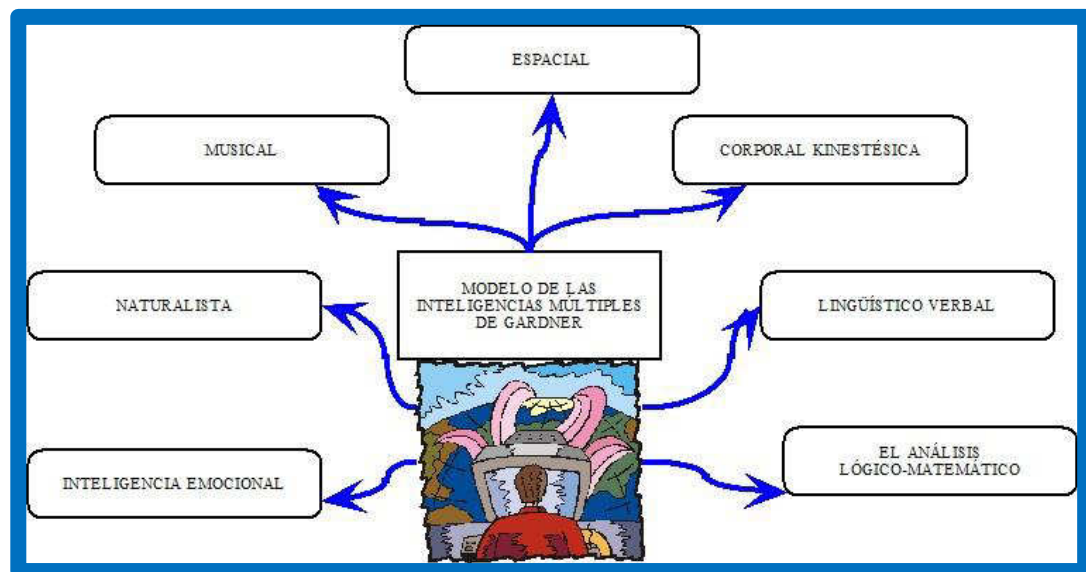 ESPACIAL
MUSICAL
CORPORAL KINESTÉSICA
MODELO DE LAS
INTELIGENCIAS MÚLTIPLES
DE GARDNER
NATURALISTA
LINGÜÍSTICO VERBAL
INTELIGENCIA EMOCIONAL
EL ANÁLISIS
LÓGICO-MATEMÁTICO